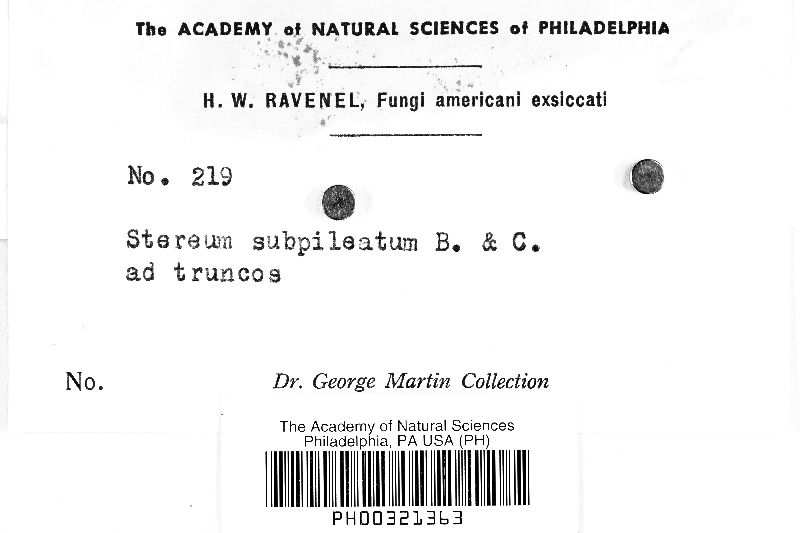 The ACADEMY of NATURAL SCIENCES of PHILADELPHIA
H. W. RAVENEL, Fungi americani exsiccati
No. 219
Stereum subpileatum B. & C.
ad truncos
No.
Dr. George Martin Collection
The Academy of Natural Sciences
Philadelphia, PA USA (PH)
PH00321363